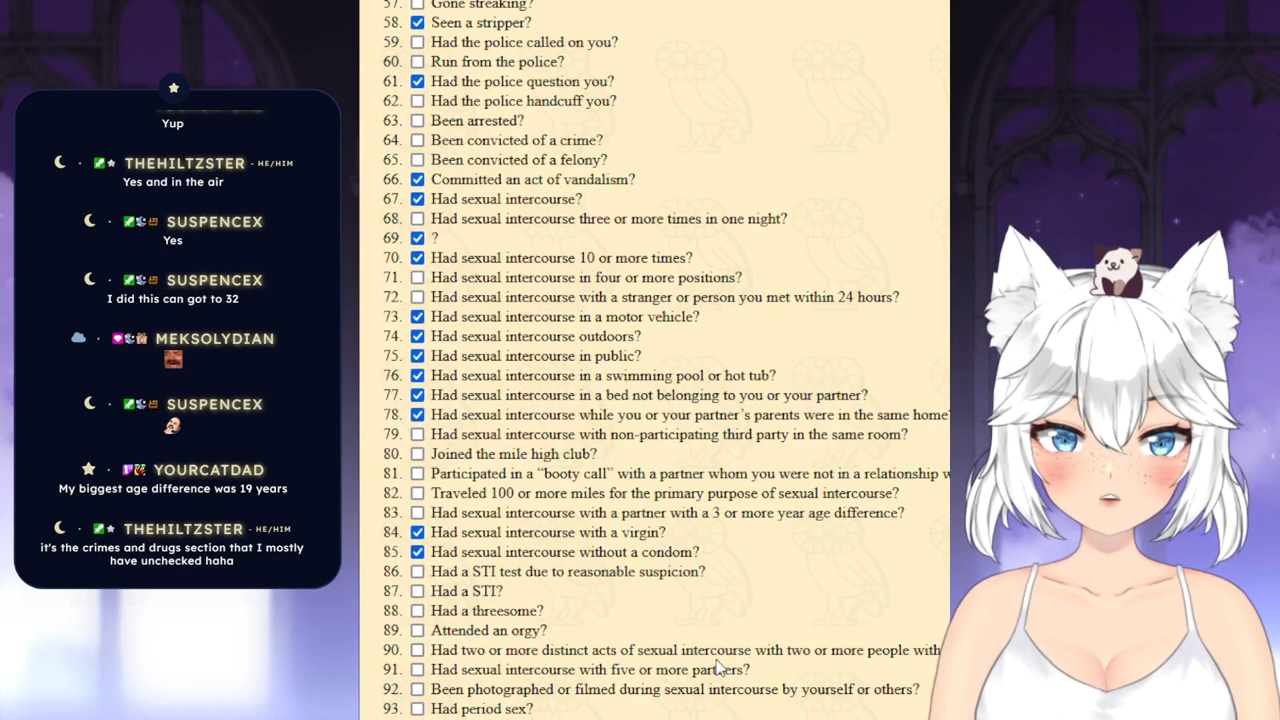 Yup
THEHILTZSTER - HE/HIM
Yes and in the air
SUSPENCEX
Yes
SUSPENCEX
I did this can got to 32
MEKSOLYDIAN
SUSPENCEX
YOURCATDAD
My biggest age difference was 19 years
THEHILTZSTER - HE/HIM
it's the crimes and drugs section that I mostly
have unchecked haha
57. Gone streaking?
58. Seen a stripper?
59. Had the police called on you?
60. Run from the police?
61. Had the police question you?
62. Had the police handcuff you?
63. Been arrested?
64. Been convicted of a crime?
65. Been convicted of a felony?
66. Committed an act of vandalism?
67. Had sexual intercourse?
68. Had sexual intercourse three or more times in one night?
69. ?
70. Had sexual intercourse 10 or more times?
71. Had sexual intercourse in four or more positions?
72. Had sexual intercourse with a stranger or person you met within 24 hours?
73. Had sexual intercourse in a motor vehicle?
74. Had sexual intercourse outdoors?
75. Had sexual intercourse in public?
76. Had sexual intercourse in a swimming pool or hot tub?
77. Had sexual intercourse in a bed not belonging to you or your partner?
78. Had sexual intercourse while you or your partner’s parents were in the same home?
79. Had sexual intercourse with non-participating third party in the same room?
80. Joined the mile high club?
81. Participated in a “booty call” with a partner whom you were not in a relationship w
82. Traveled 100 or more miles for the primary purpose of sexual intercourse?
83. Had sexual intercourse with a partner with a 3 or more year age difference?
84. Had sexual intercourse with a virgin?
85. Had sexual intercourse without a condom?
86. Had a STI test due to reasonable suspicion?
87. Had a STI?
88. Had a threesome?
89. Attended an orgy?
90. Had two or more distinct acts of sexual intercourse with two or more people with
91. Had sexual intercourse with five or more partners?
92. Been photographed or filmed during sexual intercourse by yourself or others?
93. Had period sex?